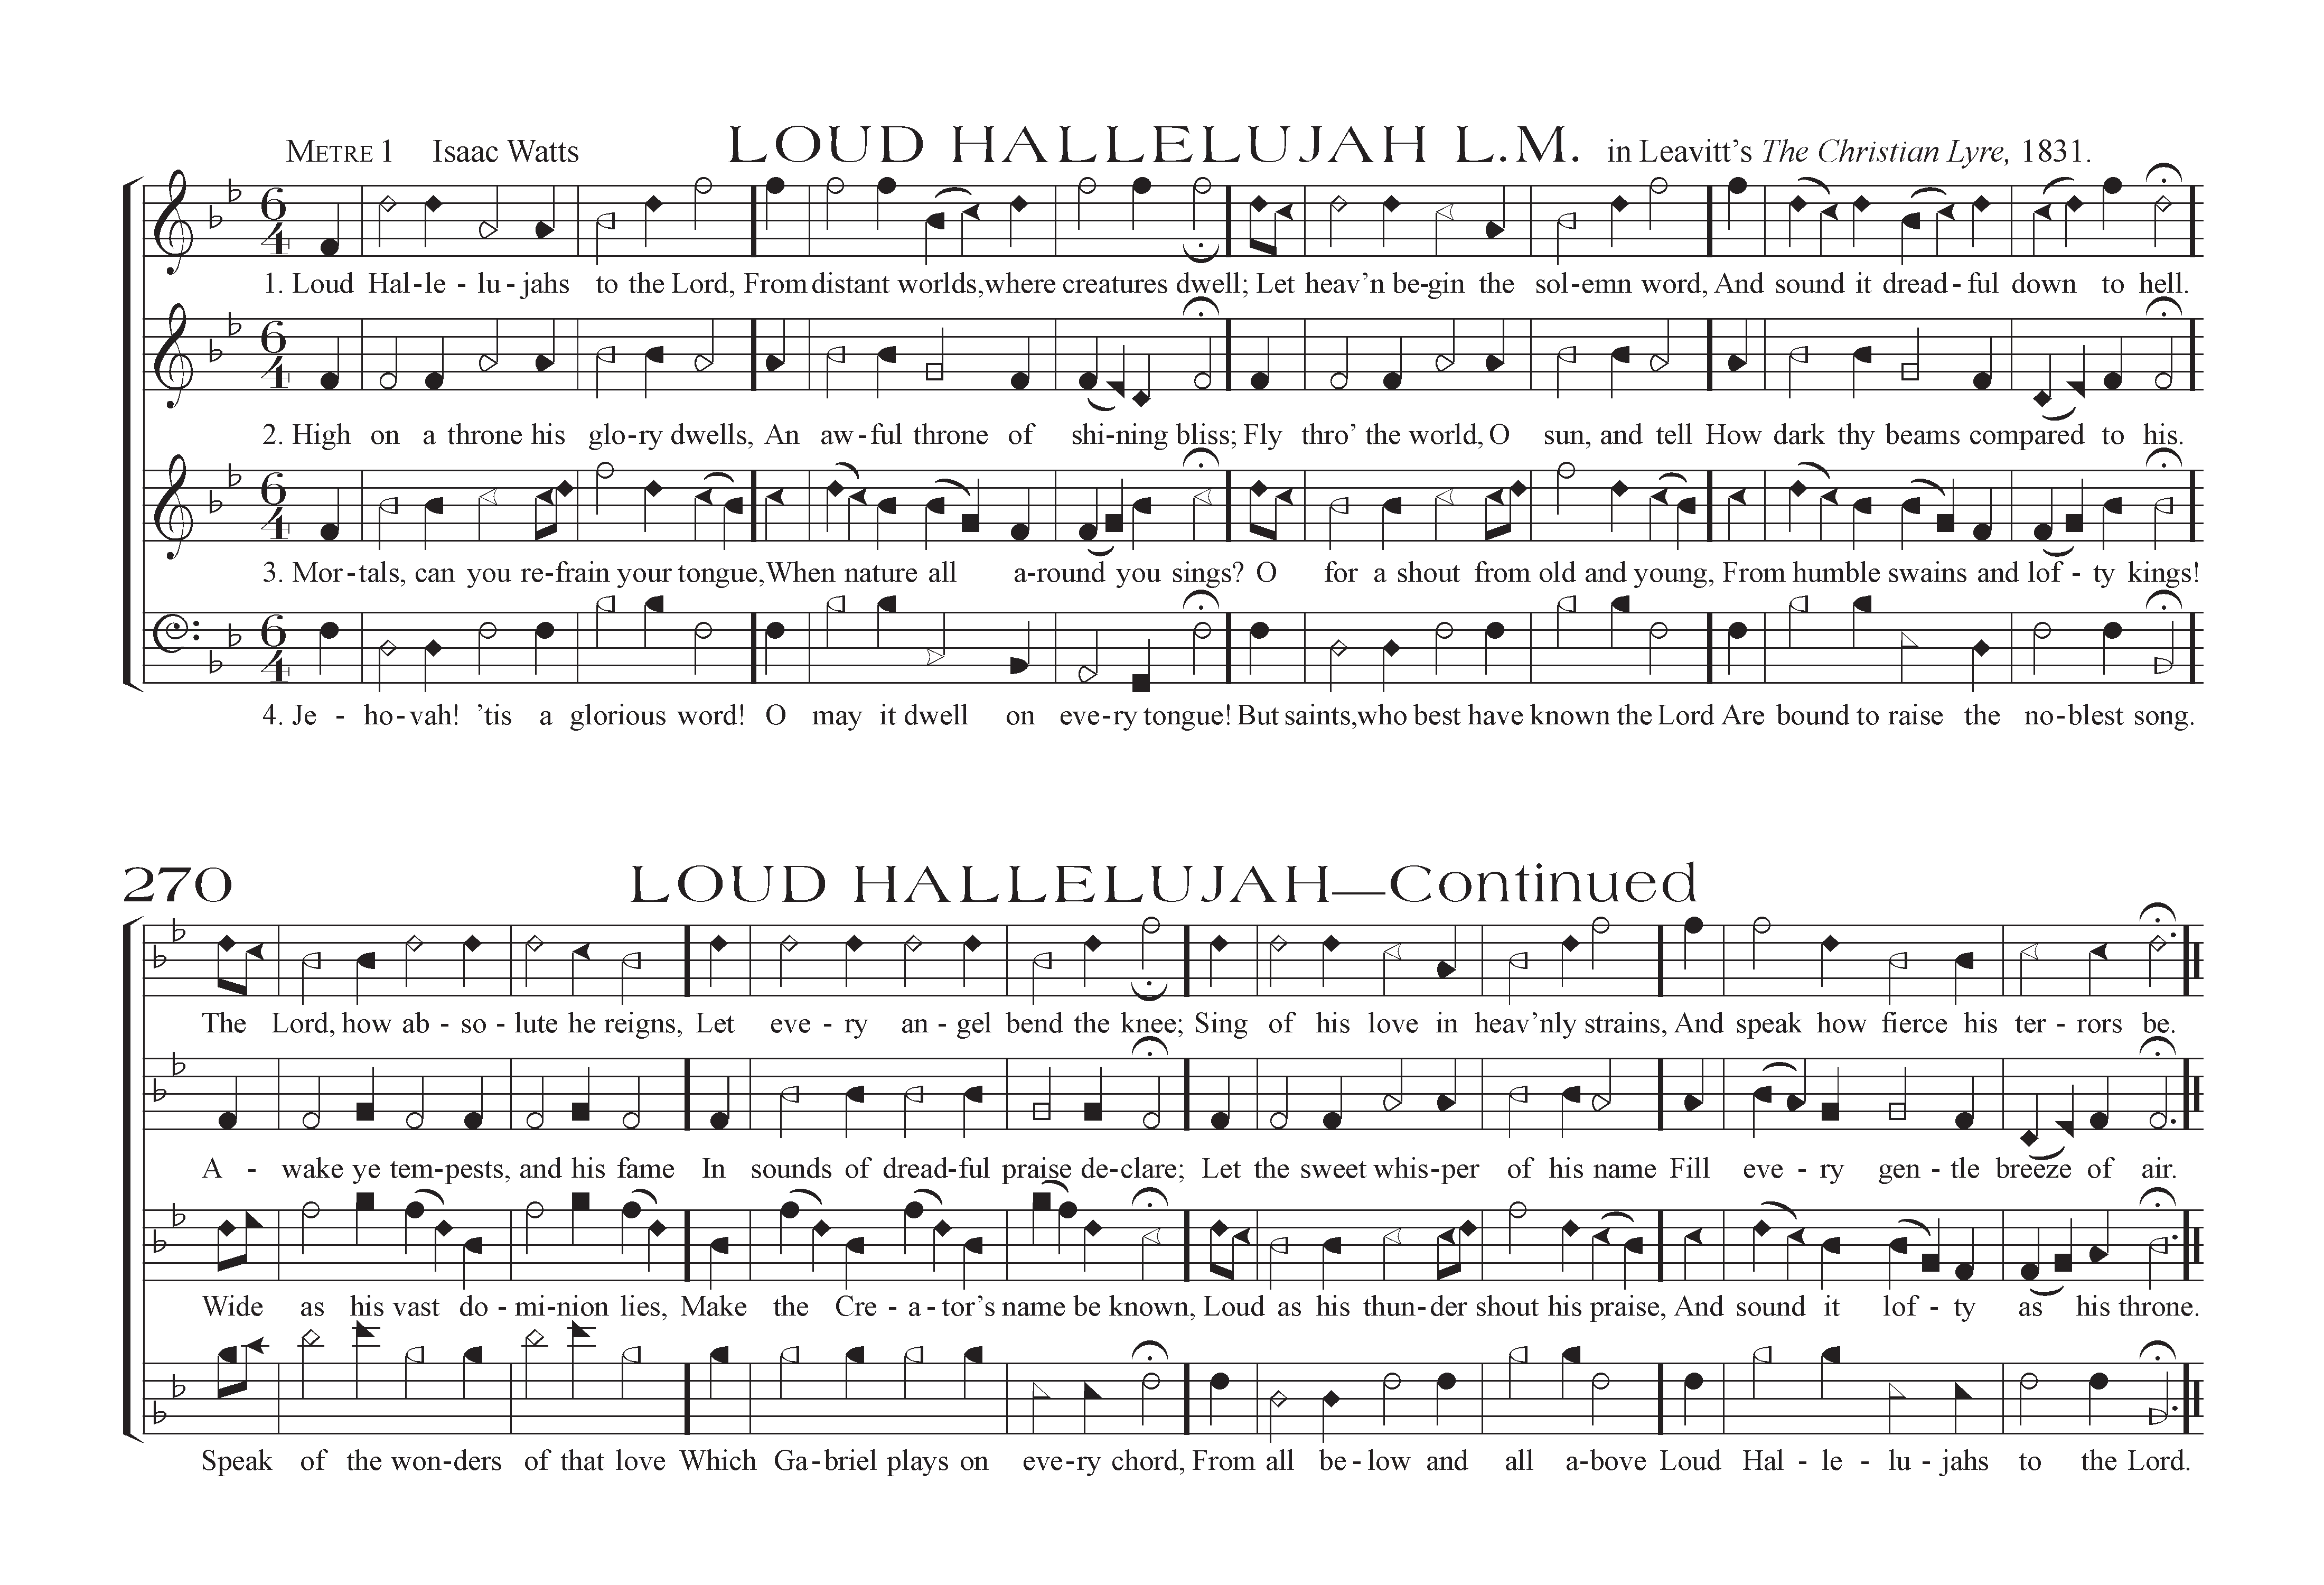 METRE 1 Isaac Watts LOUD HALLELUJAH L.M. in Leavitt’s The Christian Lyre, 1831.
6 4
1. Loud Hal-le-lu-jahs to the Lord, From distant worlds, where creatures dwell; Let heav’n be-gin the sol-emn word, And sound it dread-ful down to hell.
6 4
2. High on a throne his glo-ry dwells, An aw-ful throne of shi-ning bliss; Fly thro’ the world, O sun, and tell How dark thy beams compared to his.
6 4
3. Mor-tals, can you re-frain your tongue, When nature all a-round you sings? O for a shout from old and young, From humble swains and lof-ty kings!
6 4
4. Je-ho-vah! ’tis a glorious word! O may it dwell on eve-ry tongue! But saints, who best have known the Lord Are bound to raise the no-blest song.
270 LOUD HALLELUJAH—Continued
The Lord, how ab-so-lute he reigns, Let eve-ry an-gel bend the knee; Sing of his love in heav’nly strains, And speak how fierce his ter-rors be.
A-wake ye tem-pests, and his fame In sounds of dread-ful praise de-clare; Let the sweet whis-per of his name Fill eve-ry gen-tle breeze of air.
Wide as his vast do-mi-nion lies, Make the Cre-a-tor’s name be known, Loud as his thun-der shout his praise, And sound it lof-ty as his throne.
Speak of the won-ders of that love Which Ga-briel plays on eve-ry chord, From all be-low and all a-bove Loud Hal-le-lu-jahs to the Lord.